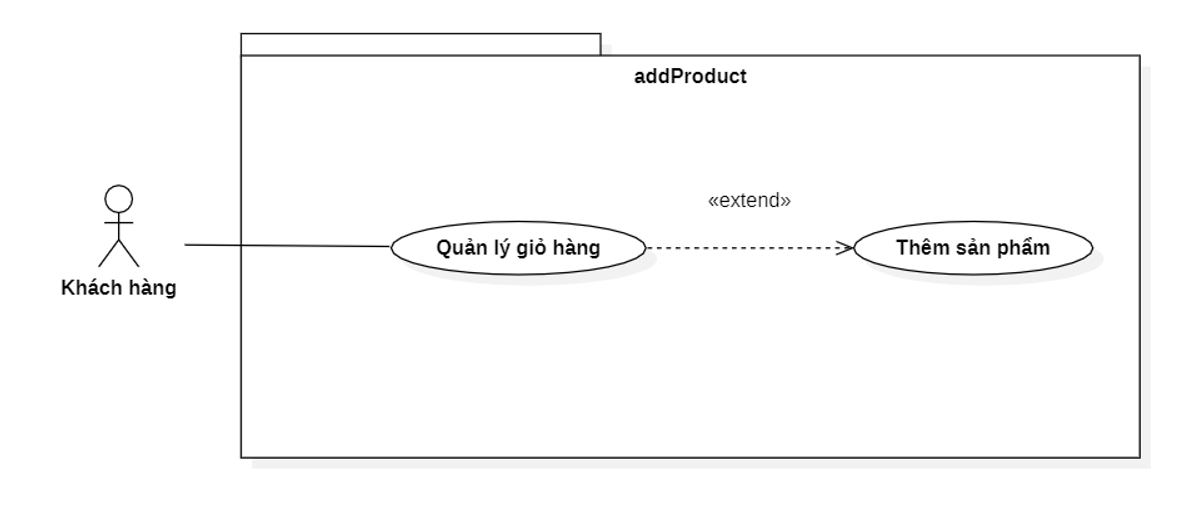 addProduct
«extend»
Quản lý giỏ hàng
Thêm sản phẩm
Khách hàng